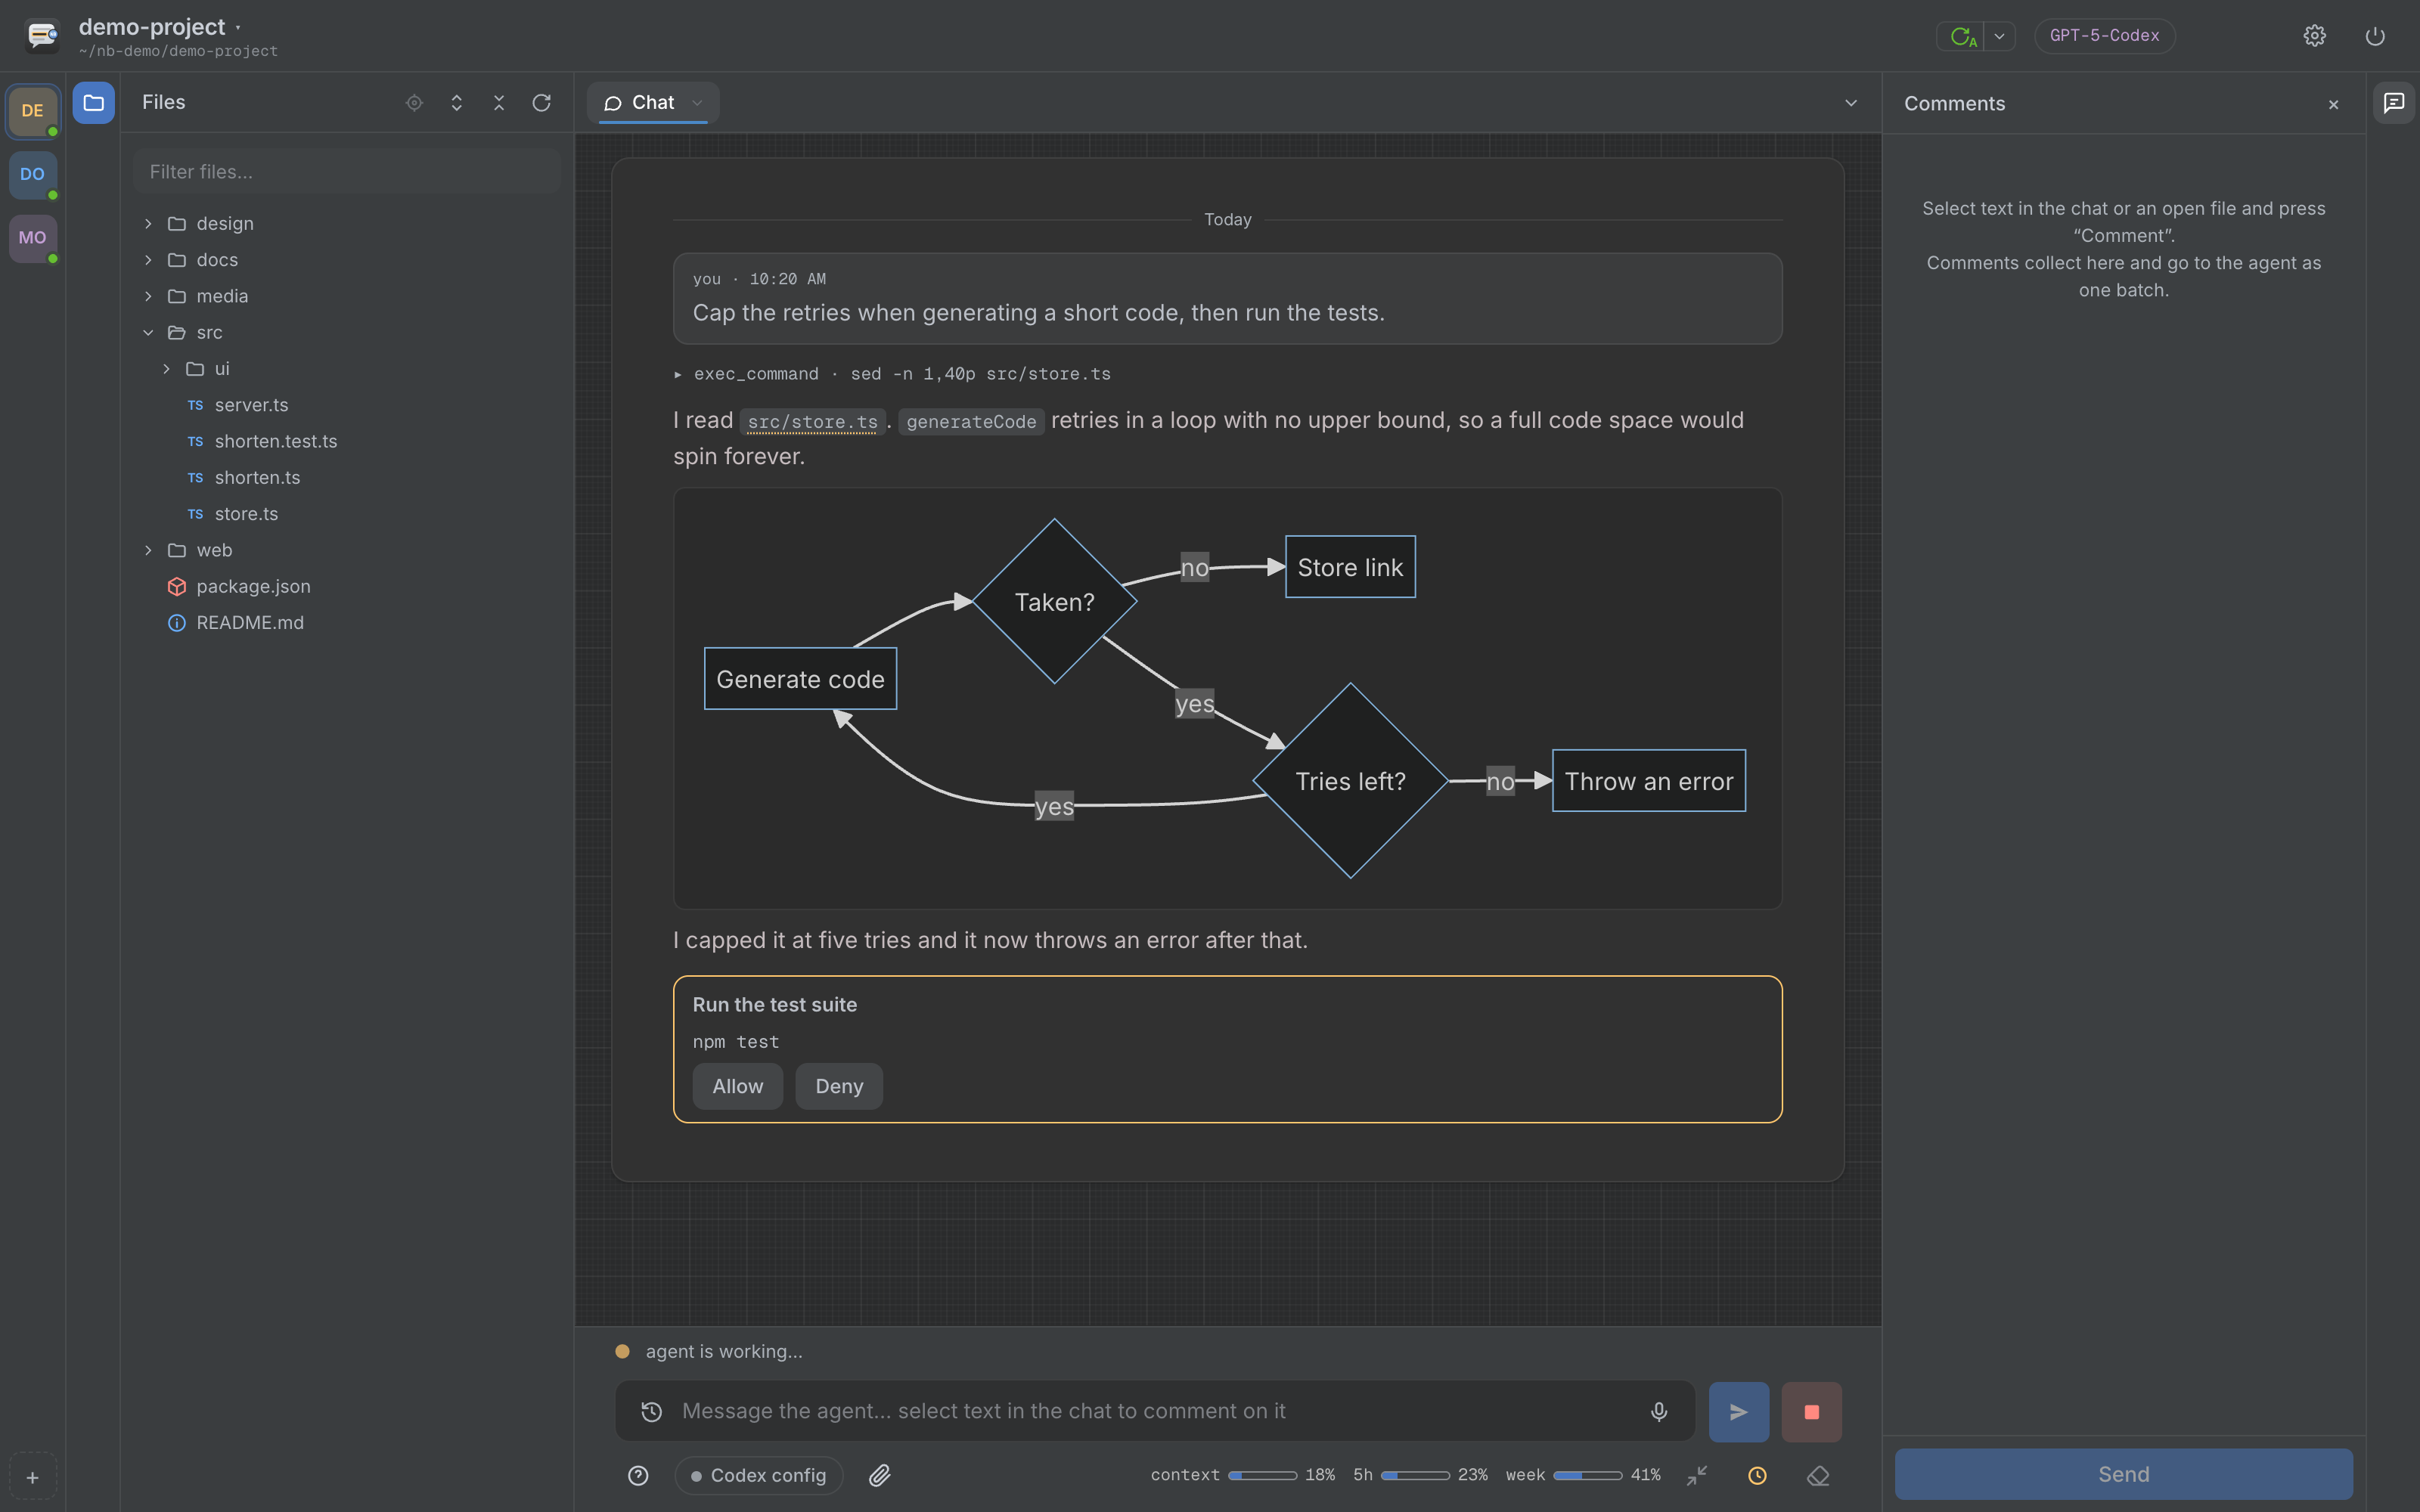 demo-project
~/nb-demo/demo-project
A
GPT-5-Codex
DE
DO
MO
Files
Filter files...
design
docs
media
src
ui
TS server.ts
TS shorten.test.ts
TS shorten.ts
TS store.ts
web
package.json
README.md
Chat
Today
you · 10:20 AM
Cap the retries when generating a short code, then run the tests.
exec_command · sed -n 1,40p src/store.ts
I read src/store.ts. generateCode retries in a loop with no upper bound, so a full code space would
spin forever.
Generate code
Taken?
no
Store link
yes
Tries left?
no
Throw an error
yes
I capped it at five tries and it now throws an error after that.
Run the test suite
npm test
Allow
Deny
agent is working...
Message the agent... select text in the chat to comment on it
Codex config
context 18% 5h 23% week 41%
Comments
Select text in the chat or an open file and press
“Comment”.
Comments collect here and go to the agent as
one batch.
Send